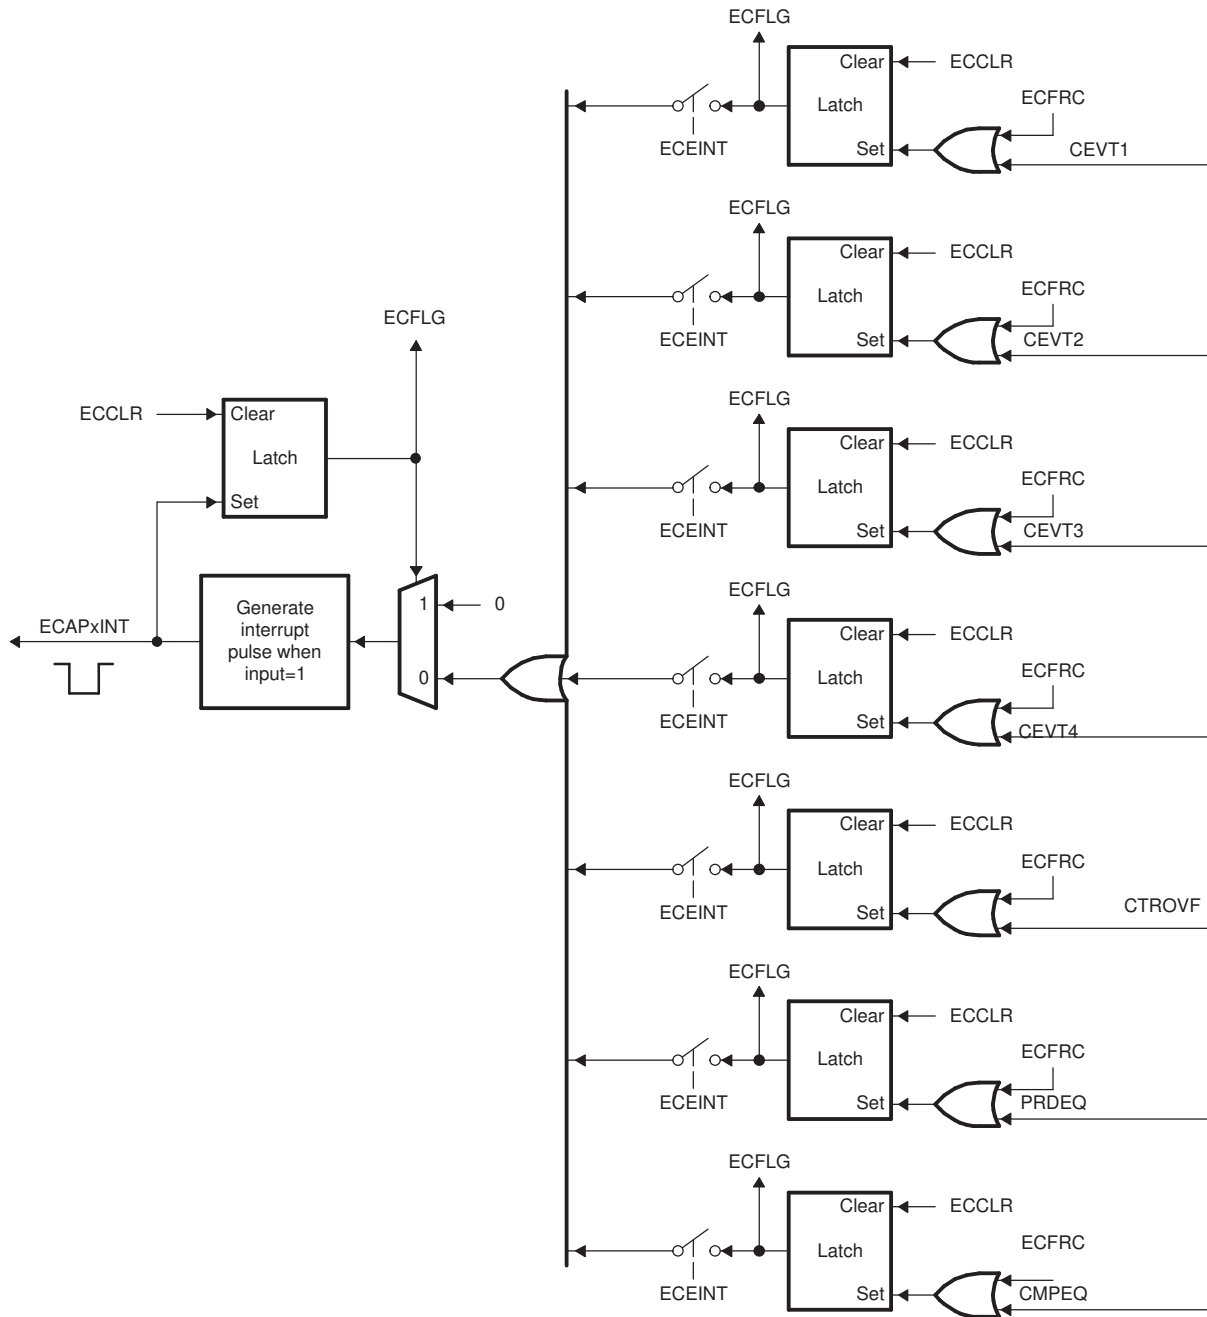 ECFLG
Clear
ECCLR
ECFRC
Latch
CEVT1
ECEINT
Set
ECFLG
Clear
ECCLR
ECFRC
Latch
CEVT2
ECEINT
Set
ECFLG
Clear
ECCLR
ECFRC
Latch
CEVT3
ECEINT
Set
ECFLG
Clear
ECCLR
ECFRC
Latch
CEVT4
ECEINT
Set
ECFLG
Clear
ECCLR
ECFRC
Latch
CTROVF
ECEINT
Set
ECFLG
Clear
ECCLR
ECFRC
Latch
PRDEQ
ECEINT
Set
ECFLG
Clear
ECCLR
ECFRC
Latch
CMPEQ
ECEINT
Set
ECFLG
ECCLR
Clear
Latch
Set
ECAPxINT
Generate
interrupt
pulse when
input=1
1
0
0